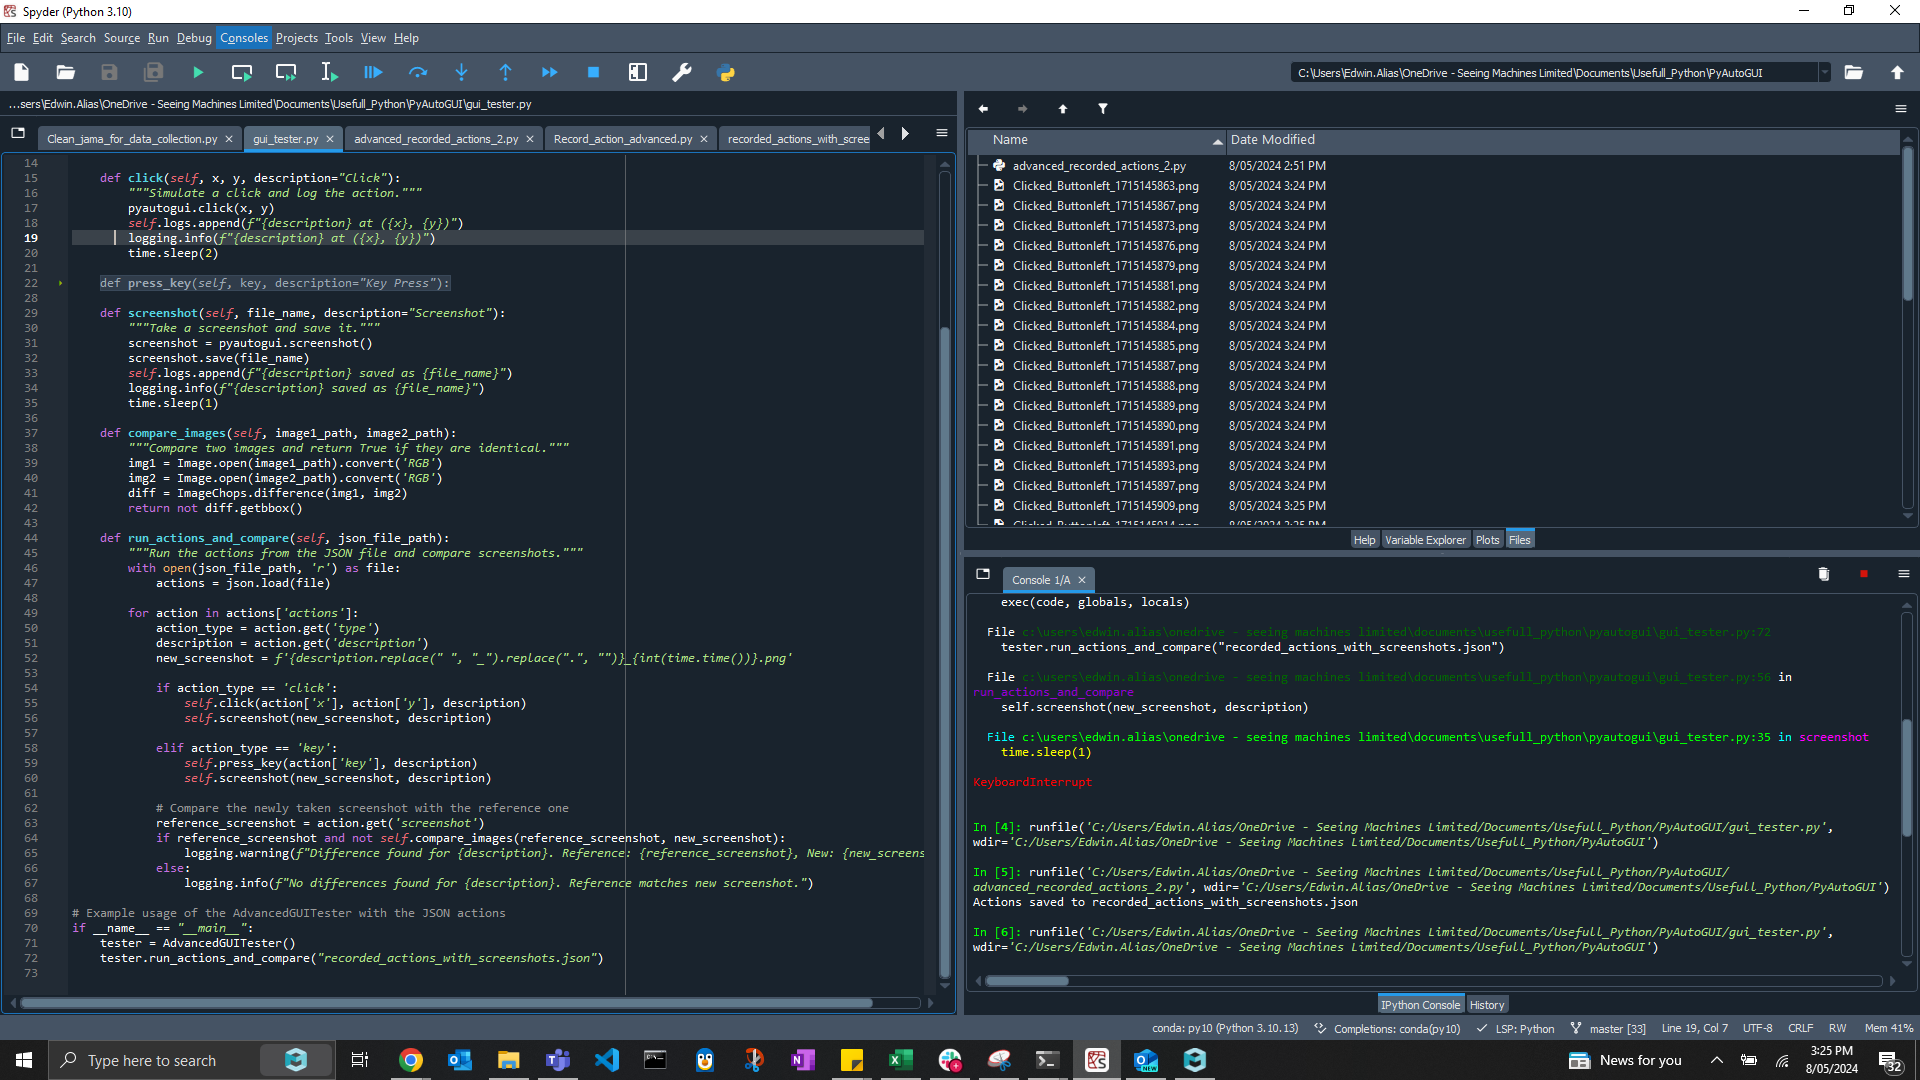 Spyder (Python 3.10)
File Edit Search Source Run Debug Consoles Projects Tools View Help
C:\Users\Edwin.Alias\OneDrive - Seeing Machines Limited\Documents\Usefull_Python\PyAutoGUI
...sers\Edwin.Alias\OneDrive - Seeing Machines Limited\Documents\Usefull_Python\PyAutoGUI\gui_tester.py
Clean_jama_for_data_collection.py gui_tester.py advanced_recorded_actions_2.py Record_action_advanced.py recorded_actions_with_scree
14
15 def click(self, x, y, description="Click"):
16 """Simulate a click and log the action."""
17 pyautogui.click(x, y)
18 self.logs.append(f"{description} at ({x}, {y})")
19 logging.info(f"{description} at ({x}, {y})")
20 time.sleep(2)
21
22 def press_key(self, key, description="Key Press"):
28
29 def screenshot(self, file_name, description="Screenshot"):
30 """Take a screenshot and save it."""
31 screenshot = pyautogui.screenshot()
32 screenshot.save(file_name)
33 self.logs.append(f"{description} saved as {file_name}")
34 logging.info(f"{description} saved as {file_name}")
35 time.sleep(1)
36
37 def compare_images(self, image1_path, image2_path):
38 """Compare two images and return True if they are identical."""
39 img1 = Image.open(image1_path).convert('RGB')
40 img2 = Image.open(image2_path).convert('RGB')
41 diff = ImageChops.difference(img1, img2)
42 return not diff.getbbox()
43
44 def run_actions_and_compare(self, json_file_path):
45 """Run the actions from the JSON file and compare screenshots."""
46 with open(json_file_path, 'r') as file:
47 actions = json.load(file)
48
49 for action in actions['actions']:
50 action_type = action.get('type')
51 description = action.get('description')
52 new_screenshot = f'{description.replace(" ", "_").replace(".", "")}_{int(time.time())}.png'
53
54 if action_type == 'click':
55 self.click(action['x'], action['y'], description)
56 self.screenshot(new_screenshot, description)
57
58 elif action_type == 'key':
59 self.press_key(action['key'], description)
60 self.screenshot(new_screenshot, description)
61
62 # Compare the newly taken screenshot with the reference one
63 reference_screenshot = action.get('screenshot')
64 if reference_screenshot and not self.compare_images(reference_screenshot, new_screenshot):
65 logging.warning(f"Difference found for {description}. Reference: {reference_screenshot}, New: {new_screens
66 else:
67 logging.info(f"No differences found for {description}. Reference matches new screenshot.")
68
69 # Example usage of the AdvancedGUITester with the JSON actions
70 if __name__ == "__main__":
71 tester = AdvancedGUITester()
72 tester.run_actions_and_compare("recorded_actions_with_screenshots.json")
73
Name Date Modified
advanced_recorded_actions_2.py 8/05/2024 2:51 PM
Clicked_Buttonleft_1715145863.png 8/05/2024 3:24 PM
Clicked_Buttonleft_1715145867.png 8/05/2024 3:24 PM
Clicked_Buttonleft_1715145873.png 8/05/2024 3:24 PM
Clicked_Buttonleft_1715145876.png 8/05/2024 3:24 PM
Clicked_Buttonleft_1715145879.png 8/05/2024 3:24 PM
Clicked_Buttonleft_1715145881.png 8/05/2024 3:24 PM
Clicked_Buttonleft_1715145882.png 8/05/2024 3:24 PM
Clicked_Buttonleft_1715145884.png 8/05/2024 3:24 PM
Clicked_Buttonleft_1715145885.png 8/05/2024 3:24 PM
Clicked_Buttonleft_1715145887.png 8/05/2024 3:24 PM
Clicked_Buttonleft_1715145888.png 8/05/2024 3:24 PM
Clicked_Buttonleft_1715145889.png 8/05/2024 3:24 PM
Clicked_Buttonleft_1715145890.png 8/05/2024 3:24 PM
Clicked_Buttonleft_1715145891.png 8/05/2024 3:24 PM
Clicked_Buttonleft_1715145893.png 8/05/2024 3:24 PM
Clicked_Buttonleft_1715145897.png 8/05/2024 3:24 PM
Clicked_Buttonleft_1715145909.png 8/05/2024 3:25 PM
Help Variable Explorer Plots Files
Console 1/A
exec(code, globals, locals)
File c:\users\edwin.alias\onedrive - seeing machines limited\documents\usefull_python\pyautogui\gui_tester.py:72
tester.run_actions_and_compare("recorded_actions_with_screenshots.json")
File c:\users\edwin.alias\onedrive - seeing machines limited\documents\usefull_python\pyautogui\gui_tester.py:56 in
run_actions_and_compare
self.screenshot(new_screenshot, description)
File c:\users\edwin.alias\onedrive - seeing machines limited\documents\usefull_python\pyautogui\gui_tester.py:35 in screenshot
time.sleep(1)
KeyboardInterrupt
In [4]: runfile('C:/Users/Edwin.Alias/OneDrive - Seeing Machines Limited/Documents/Usefull_Python/PyAutoGUI/gui_tester.py',
wdir='C:/Users/Edwin.Alias/OneDrive - Seeing Machines Limited/Documents/Usefull_Python/PyAutoGUI')
In [5]: runfile('C:/Users/Edwin.Alias/OneDrive - Seeing Machines Limited/Documents/Usefull_Python/PyAutoGUI/
advanced_recorded_actions_2.py', wdir='C:/Users/Edwin.Alias/OneDrive - Seeing Machines Limited/Documents/Usefull_Python/PyAutoGUI')
Actions saved to recorded_actions_with_screenshots.json
In [6]: runfile('C:/Users/Edwin.Alias/OneDrive - Seeing Machines Limited/Documents/Usefull_Python/PyAutoGUI/gui_tester.py',
wdir='C:/Users/Edwin.Alias/OneDrive - Seeing Machines Limited/Documents/Usefull_Python/PyAutoGUI')
IPython Console History
conda: py10 (Python 3.10.13) Completions: conda(py10) LSP: Python master [33] Line 19, Col 7 UTF-8 CRLF RW Mem 41%
Type here to search
News for you
3:25 PM
8/05/2024
32